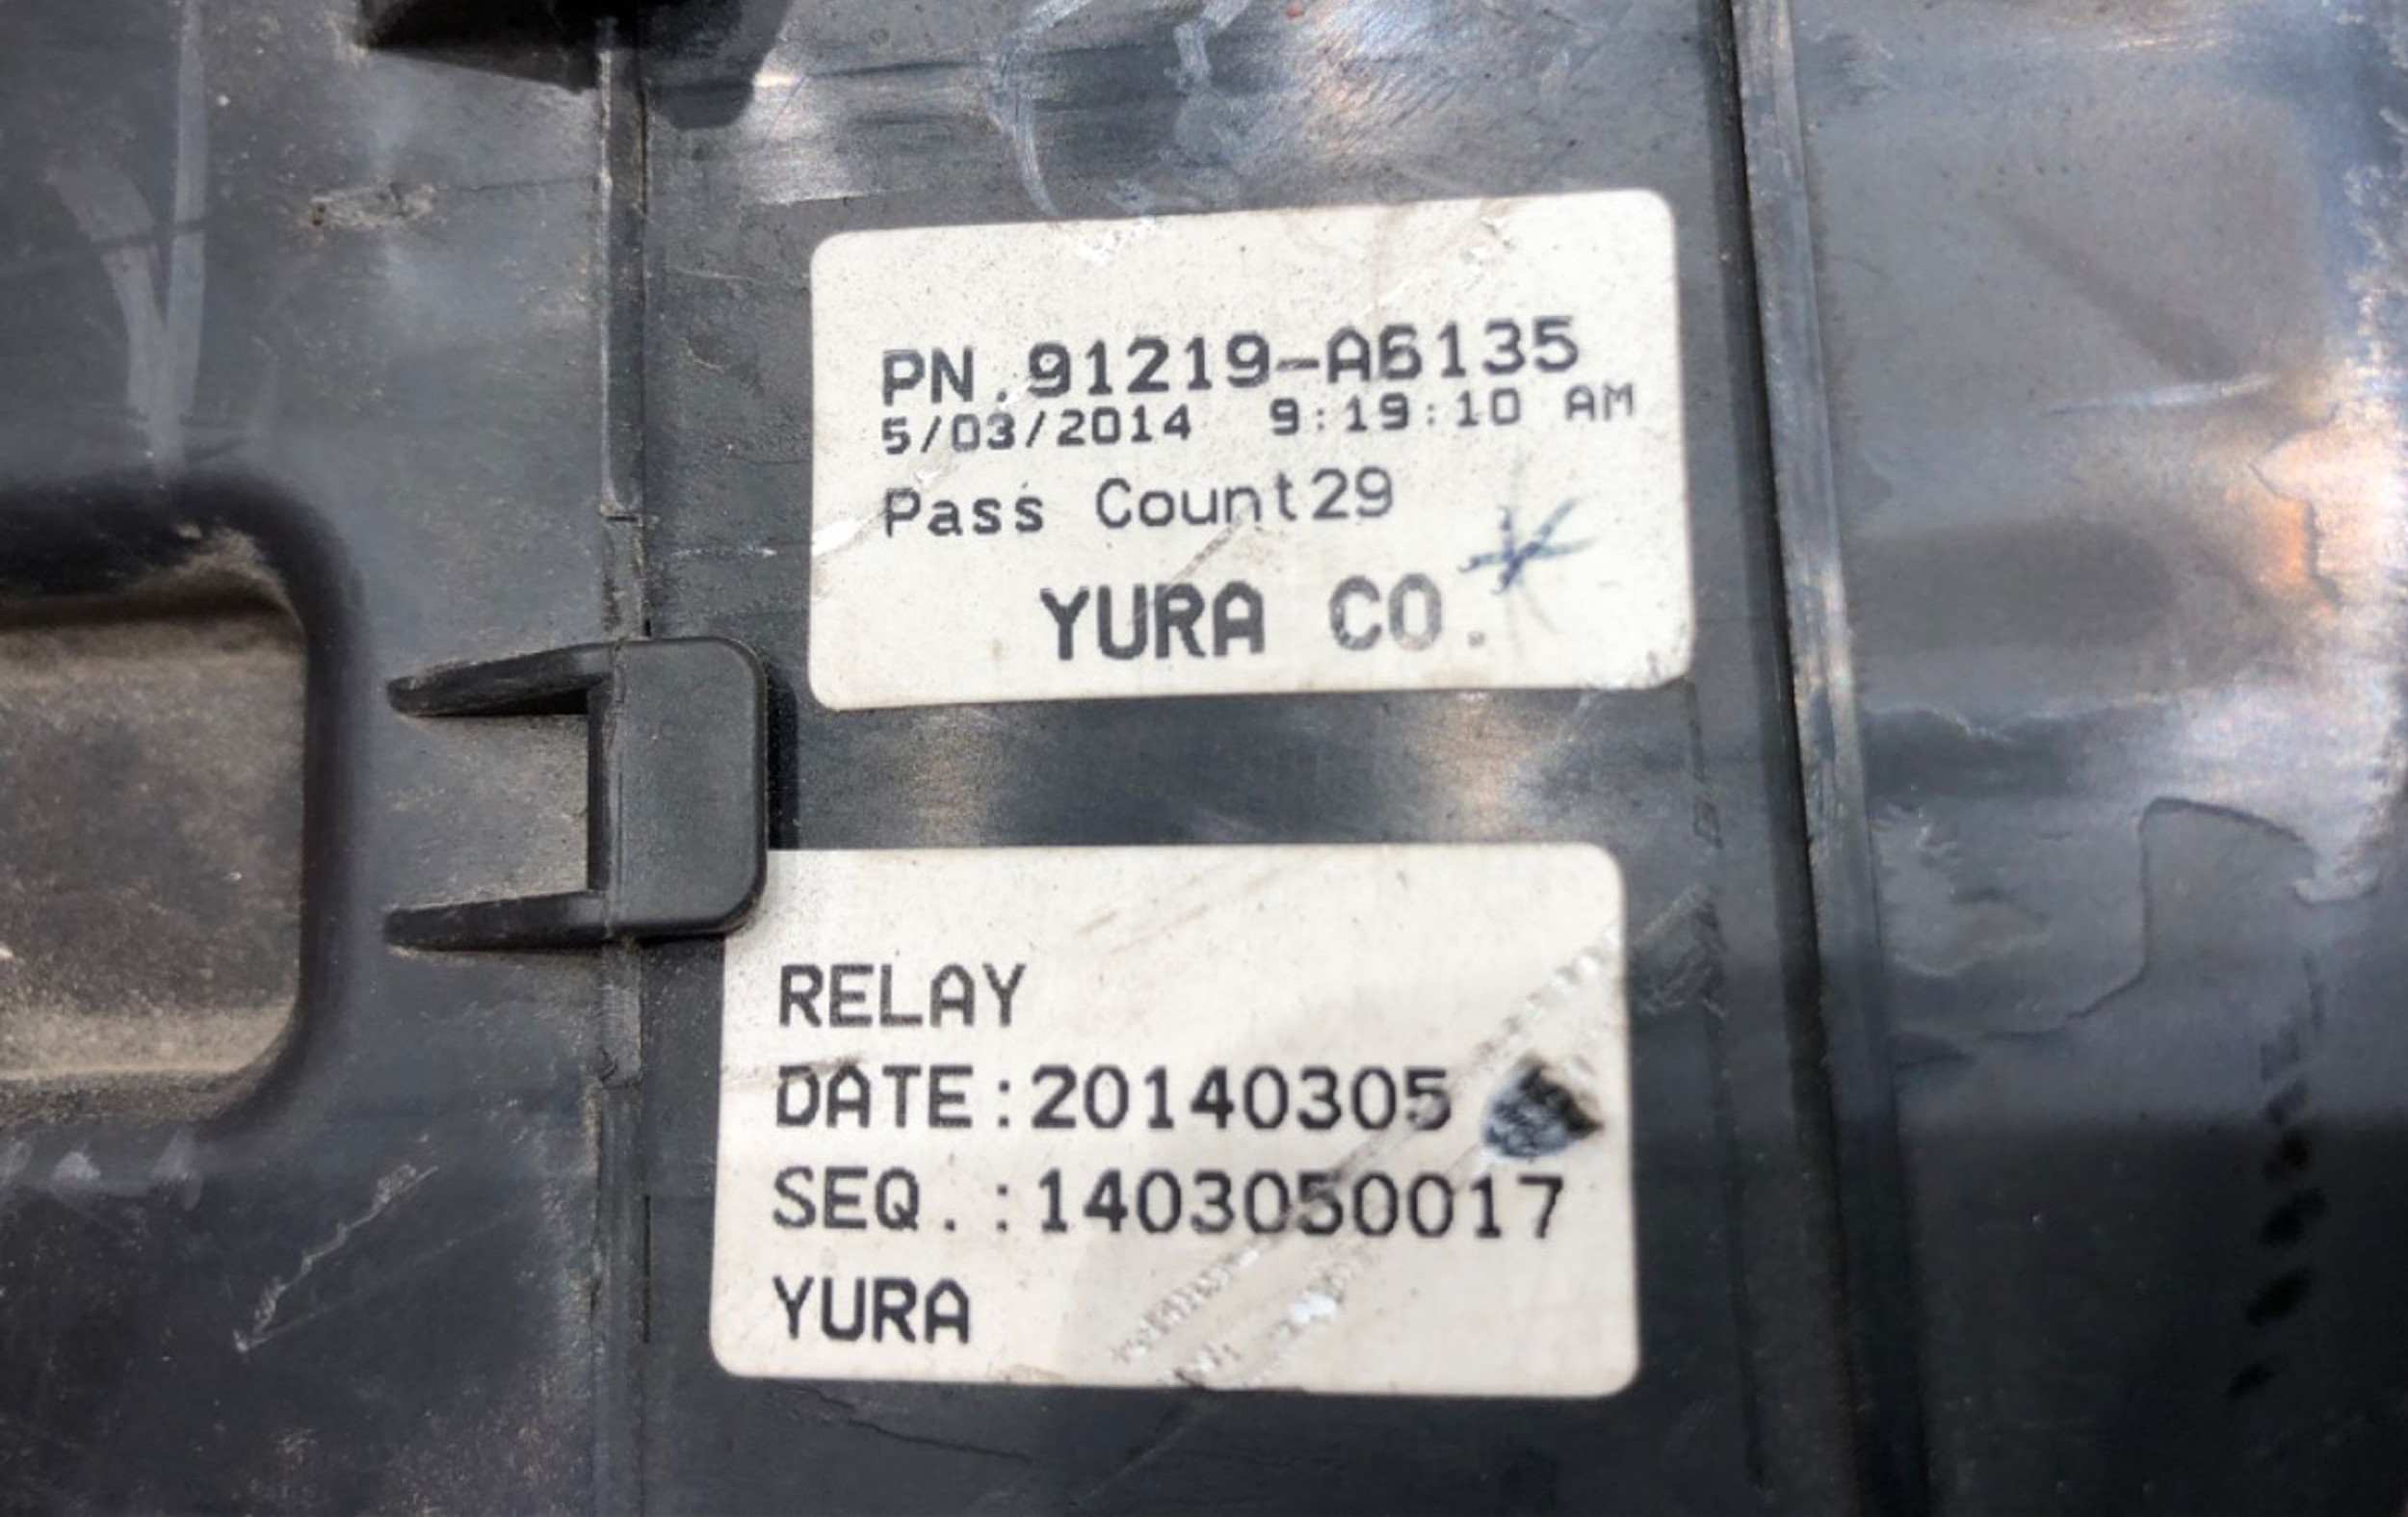 PN.91219-A6135
5/03/2014 9:19:10 AM
Pass Count29
YURA CO.
RELAY
DATE:20140305
SEQ.:1403050017
YURA